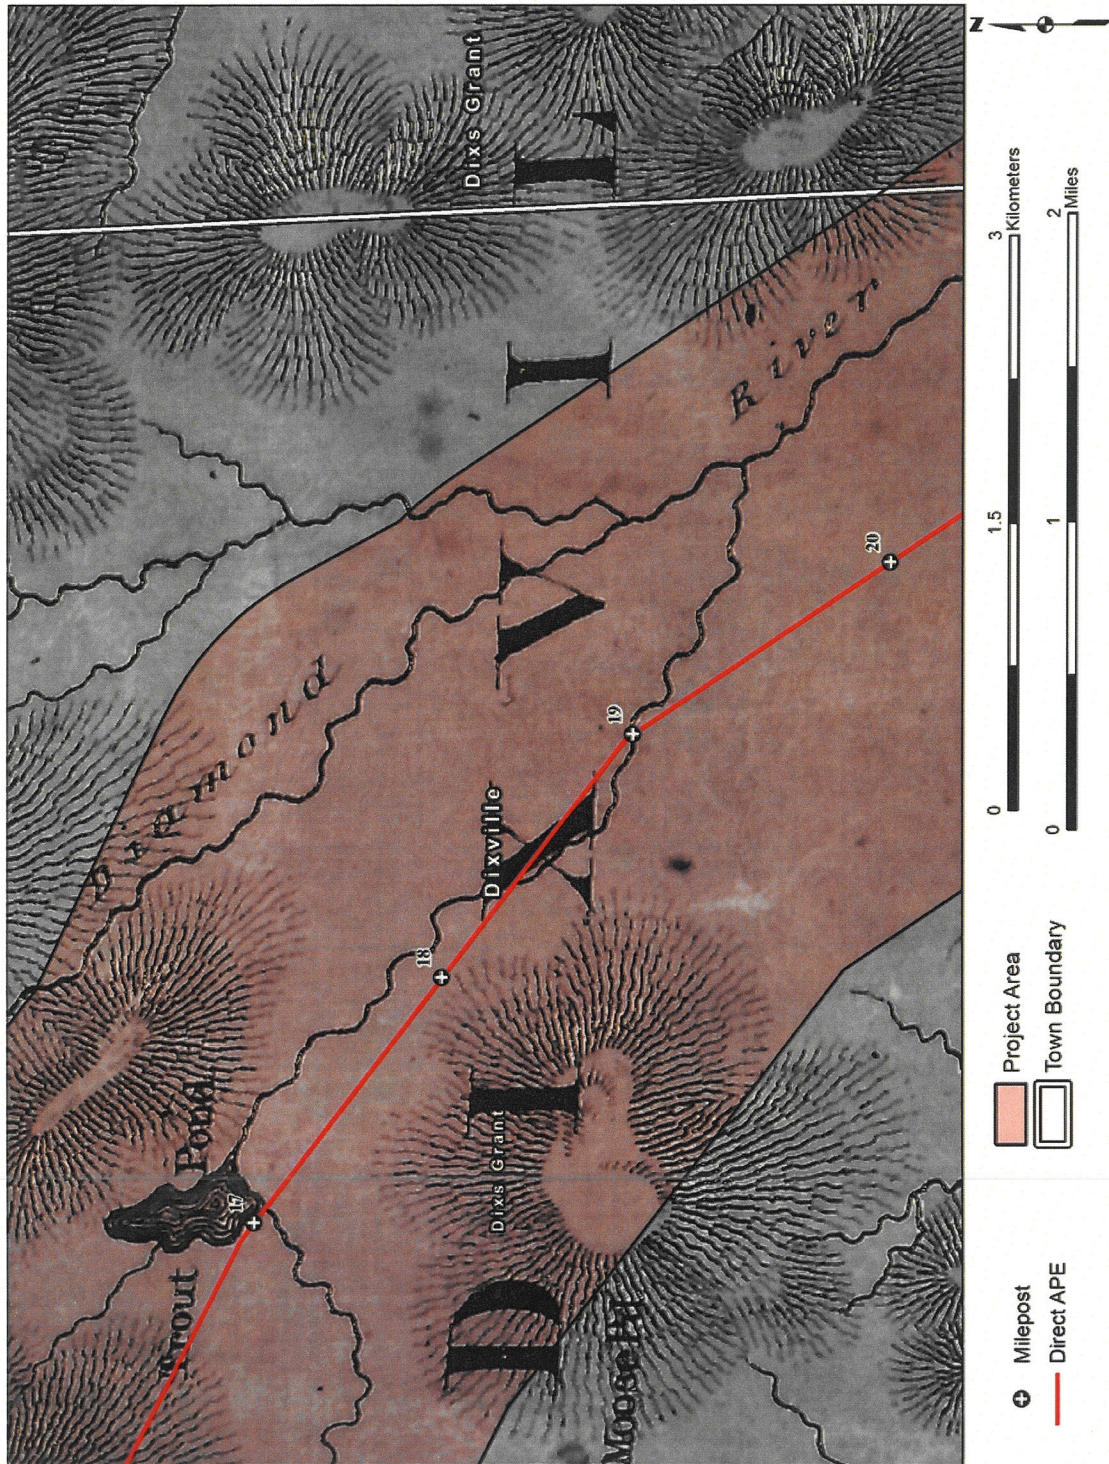 Dixs Grant
Diamond
River
Trout Pond
17
18
Dixville
19
20
Dixs Grant
D I X V I L L
Moose H
Milepost
Direct APE
Project Area
Town Boundary
0 1.5 3
Kilometers
0 1 2
Miles
N